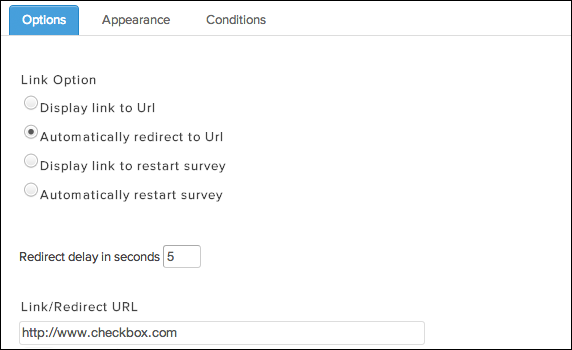 Options Appearance Conditions
Link Option
Display link to Url
Automatically redirect to Url
Display link to restart survey
Automatically restart survey
Redirect delay in seconds 5
Link/Redirect URL
http://www.checkbox.com